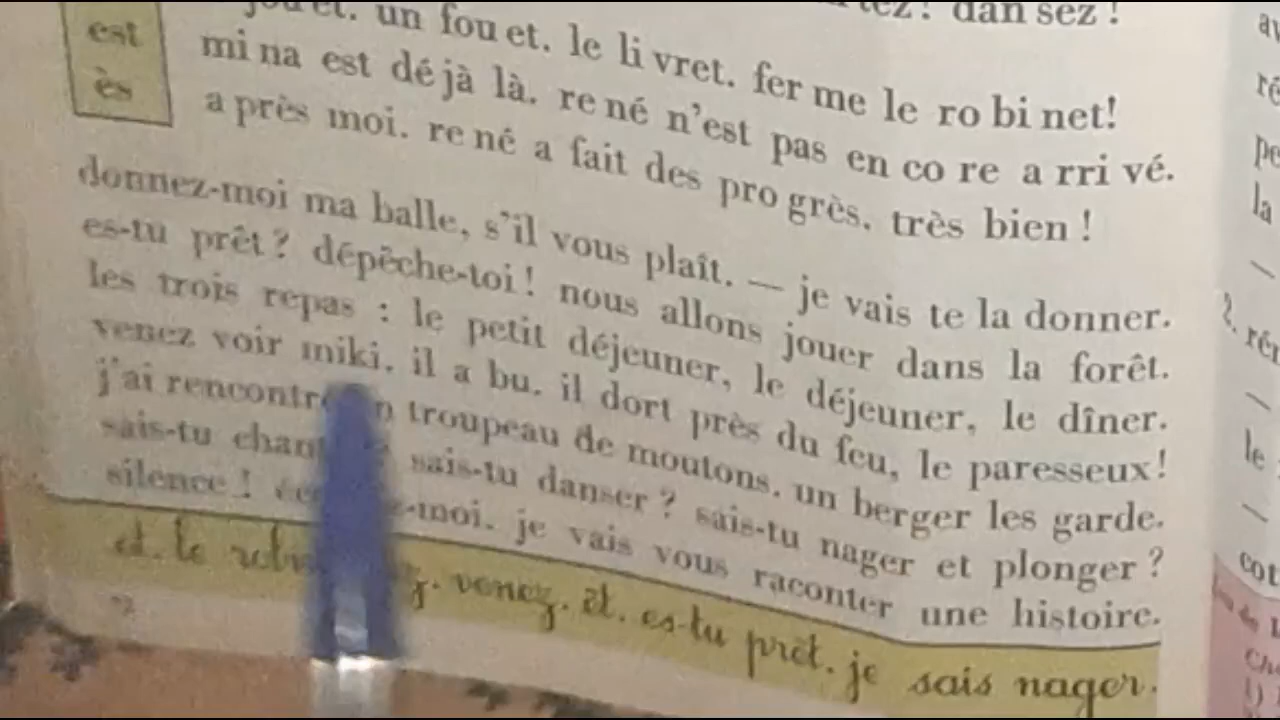 dan sez !
est
ès
un fou et. le li vret. fer me le ro bi net!
mi na est dé jà là. re né n'est pas en co re a rri vé.
a près moi. re né a fait des pro grès. très bien !
donnez-moi ma balle, s'il vous plaît. — je vais te la donner.
es-tu prêt ? dépêche-toi ! nous allons jouer dans la forêt.
les trois repas : le petit déjeuner, le déjeuner, le dîner.
venez voir miki. il a bu. il dort près du feu, le paresseux!
j'ai rencontré troupeau de moutons. un berger les garde.
sais-tu sais-tu danser ? sais-tu nager et plonger ?
silence ! -moi. je vais vous raconter une histoire.
et. le venez. êt. es-tu prêt. je sais nager.